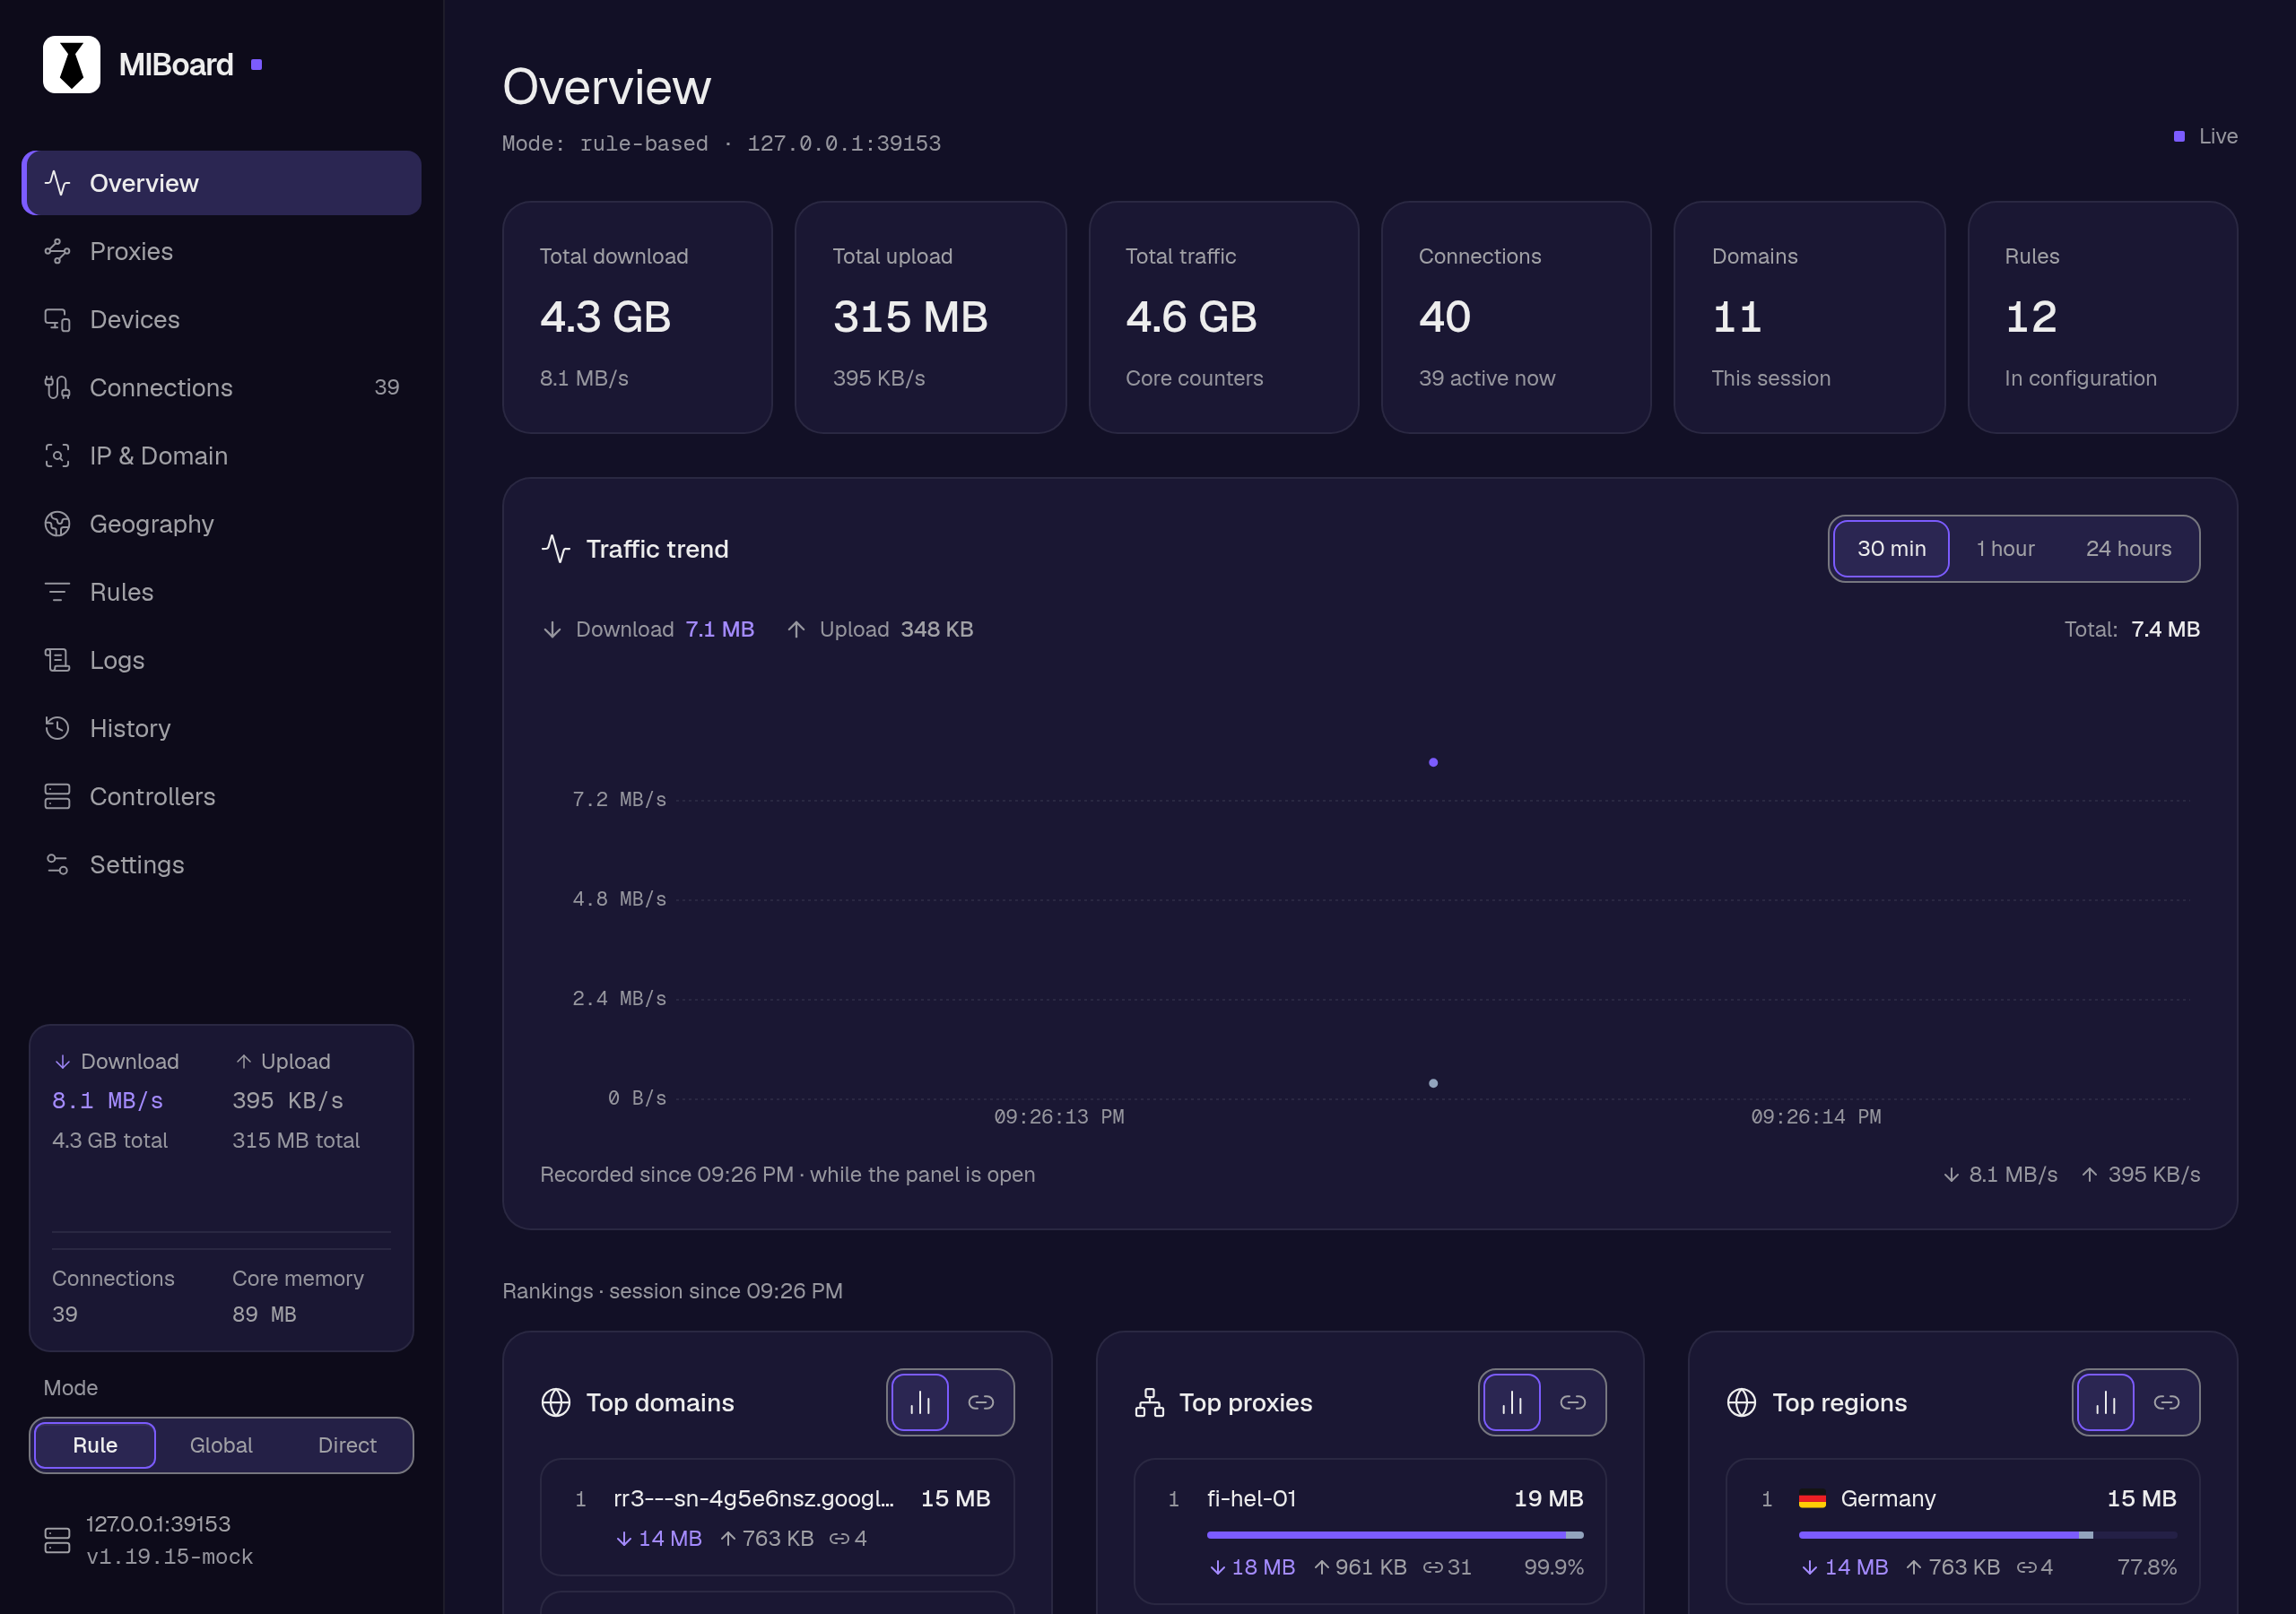 MIBoard
Overview
Proxies
Devices
Connections 39
IP & Domain
Geography
Rules
Logs
History
Controllers
Settings
Download Upload
8.1 MB/s 395 KB/s
4.3 GB total 315 MB total
Connections Core memory
39 89 MB
Mode
Rule Global Direct
127.0.0.1:39153
v1.19.15-mock
Overview
Mode: rule-based · 127.0.0.1:39153
Live
Total download
4.3 GB
8.1 MB/s
Total upload
315 MB
395 KB/s
Total traffic
4.6 GB
Core counters
Connections
40
39 active now
Domains
11
This session
Rules
12
In configuration
Traffic trend
30 min 1 hour 24 hours
Download 7.1 MB Upload 348 KB
Total: 7.4 MB
7.2 MB/s
4.8 MB/s
2.4 MB/s
0 B/s
09:26:13 PM 09:26:14 PM
Recorded since 09:26 PM · while the panel is open
8.1 MB/s 395 KB/s
Rankings · session since 09:26 PM
Top domains
1 rr3---sn-4g5e6nsz.googl... 15 MB
14 MB 763 KB 4
Top proxies
1 fi-hel-01 19 MB
18 MB 961 KB 31 99.9%
Top regions
1 Germany 15 MB
14 MB 763 KB 4 77.8%